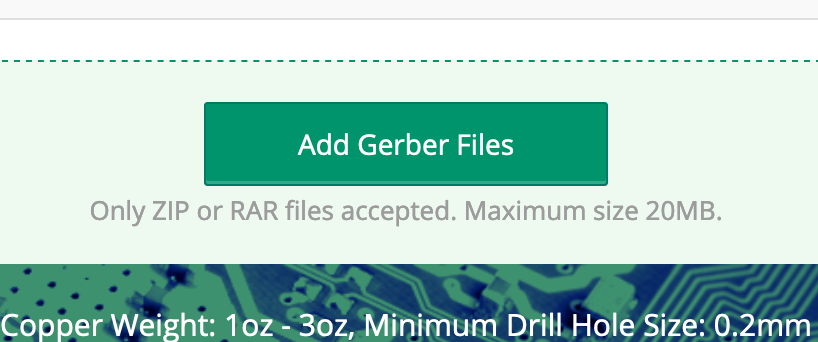 Add Gerber Files
Only ZIP or RAR files accepted. Maximum size 20MB.
Copper Weight: 1oz - 3oz, Minimum Drill Hole Size: 0.2mm